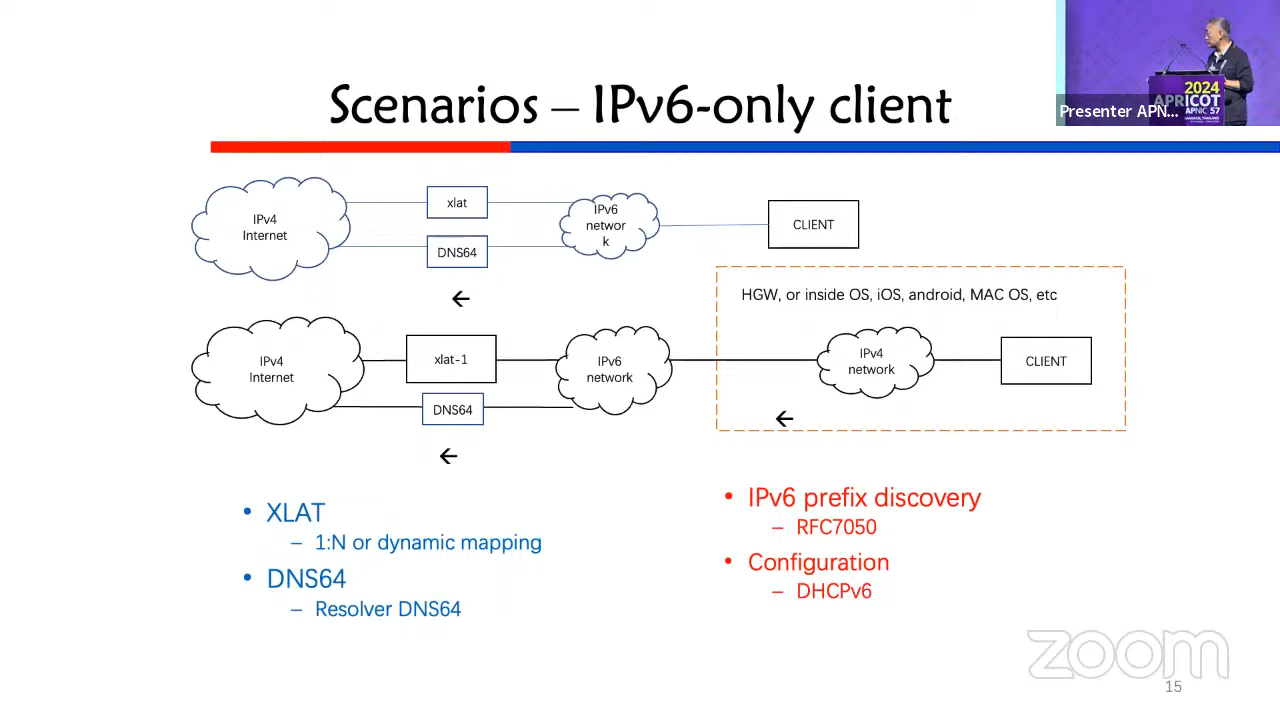 2024
APRICOT
APNIC 57
Presenter APN...
Scenarios – IPv6-only client
IPv4
Internet
xlat
DNS64
IPv6
networ
k
CLIENT
HGW, or inside OS, iOS, android, MAC OS, etc
IPv4
Internet
xlat-1
DNS64
IPv6
network
IPv4
network
CLIENT
• XLAT
– 1:N or dynamic mapping
• DNS64
– Resolver DNS64
• IPv6 prefix discovery
– RFC7050
• Configuration
– DHCPv6
zoom
15